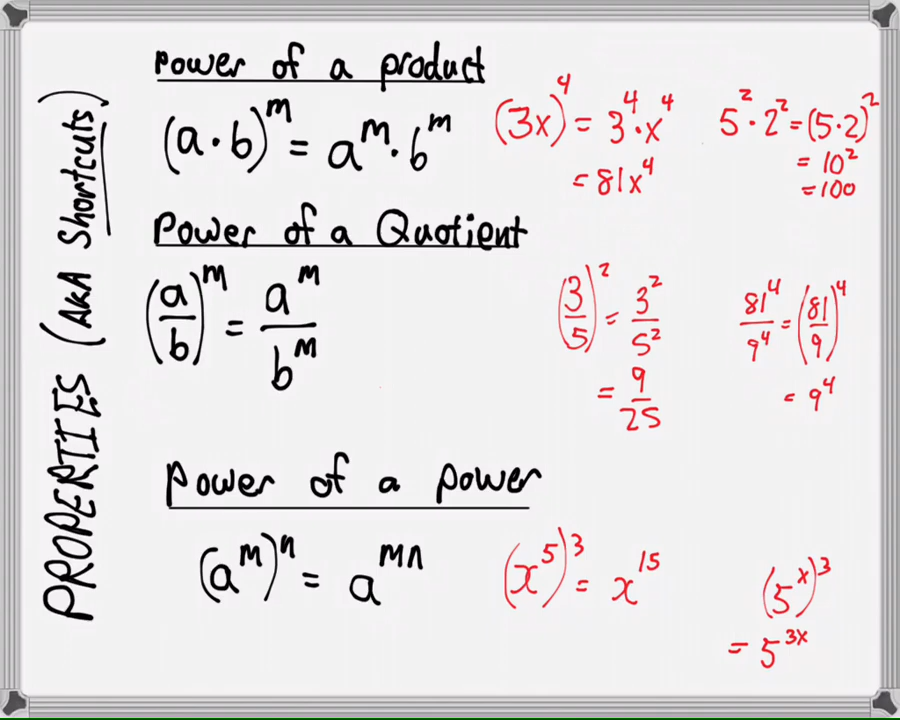 PROPERTIES (AKA Shortcuts)
Power of a product
(a · b)^m = a^m · b^m
(3x)^4 = 3^4 · x^4
= 81x^4
5^2 · 2^2 = (5·2)^2
= 10^2
= 100
Power of a Quotient
(a/b)^m = a^m/b^m
(3/5)^2 = 3^2/5^2
= 9/25
81^4/9^4 = (81/9)^4
= 9^4
Power of a power
(a^m)^n = a^mn
(x^5)^3 = x^15
(5^x)^3
= 5^3x